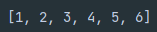 [1, 2, 3, 4, 5, 6]